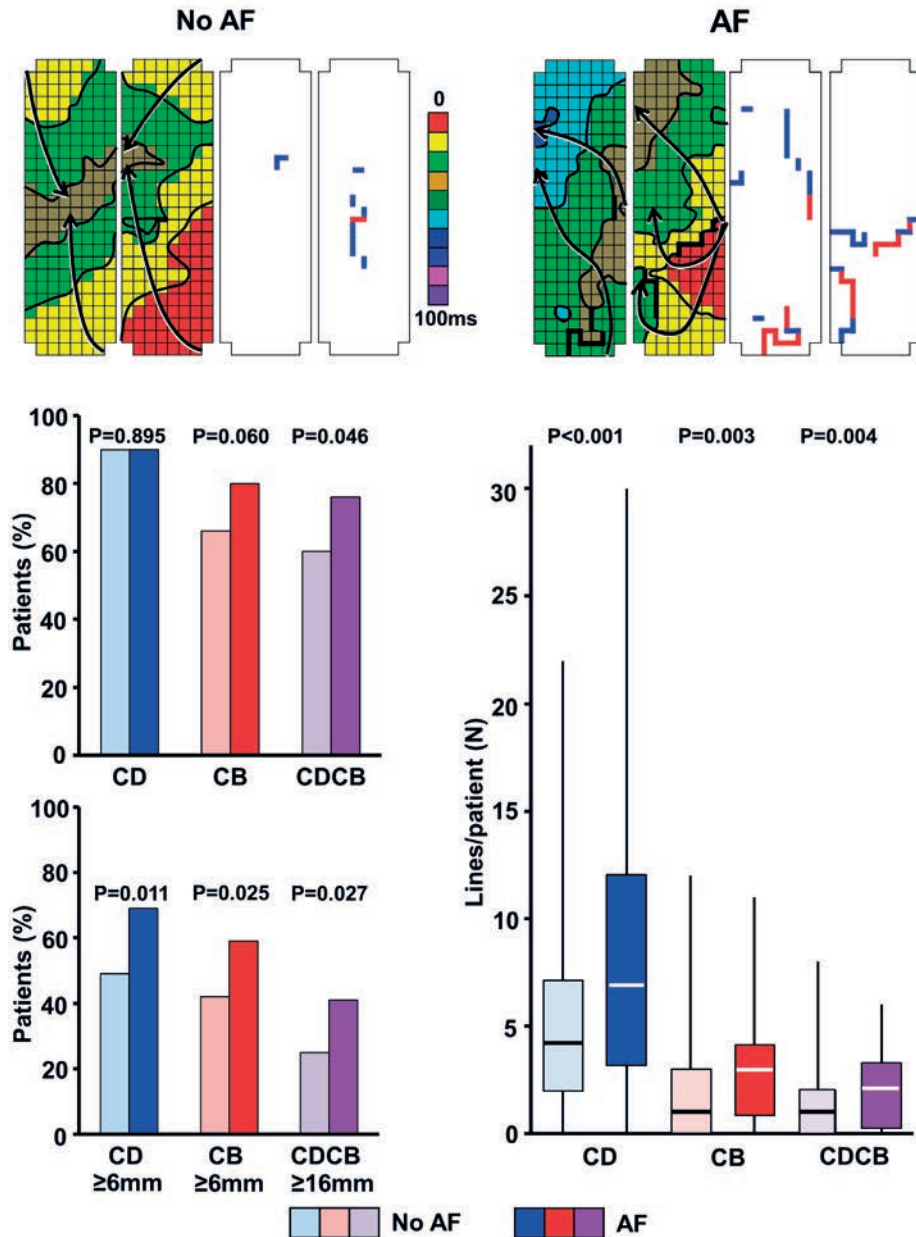 No AF
AF
0
100ms
100
80
60
40
20
0
Patients (%)
P=0.895 P=0.060 P=0.046
CD CB CDCB
100
80
60
40
20
0
Patients (%)
P=0.011 P=0.025 P=0.027
CD CB CDCB
≥6mm ≥6mm ≥16mm
P<0.001 P=0.003 P=0.004
30
25
20
15
10
5
0
Lines/patient (N)
CD CB CDCB
No AF
AF